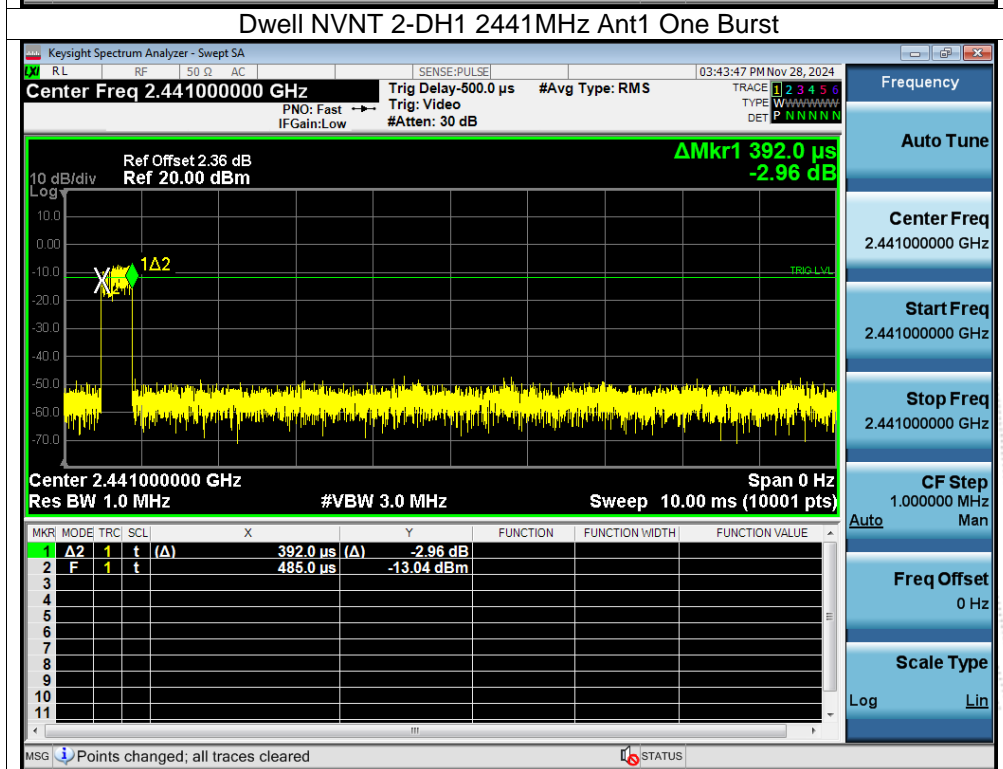 Dwell NVNT 2-DH1 2441MHz Ant1 One Burst
Keysight Spectrum Analyzer - Swept SA
LXI RL RF 50 Ω AC SENSE:PULSE 03:43:47 PM Nov 28, 2024
Center Freq 2.441000000 GHz Trig Delay-500.0 µs #Avg Type: RMS TRACE 1 2 3 4 5 6
PNO: Fast Trig: Video TYPE WWWWWW
IFGain:Low #Atten: 30 dB DET P N N N N N
Frequency
Auto Tune
Center Freq
2.441000000 GHz
Start Freq
2.441000000 GHz
Stop Freq
2.441000000 GHz
CF Step
1.000000 MHz
Auto Man
Freq Offset
0 Hz
Scale Type
Log Lin
ΔMkr1 392.0 µs
-2.96 dB
Ref Offset 2.36 dB
10 dB/div Ref 20.00 dBm
Log
10.0
0.00
-10.0
-20.0
-30.0
-40.0
-50.0
-60.0
-70.0
1Δ2
TRIG LVL
Center 2.441000000 GHz Span 0 Hz
Res BW 1.0 MHz #VBW 3.0 MHz Sweep 10.00 ms (10001 pts)
MKR MODE TRC SCL X Y FUNCTION FUNCTION WIDTH FUNCTION VALUE
1 Δ2 1 t (Δ) 392.0 µs (Δ) -2.96 dB
2 F 1 t 485.0 µs -13.04 dBm
3
4
5
6
7
8
9
10
11
MSG Points changed; all traces cleared STATUS